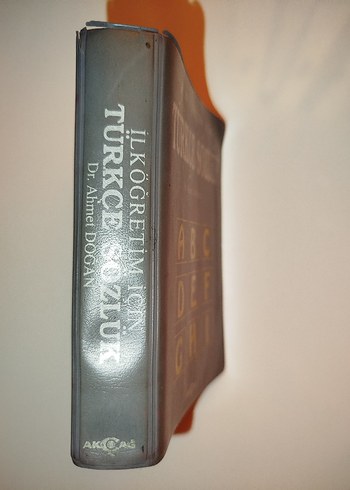 İLKÖĞRETİM İÇİN
TÜRKÇE SÖZLÜK
Dr. Ahmet DOĞAN
AKÇAĞ
A B C
D E F
G H